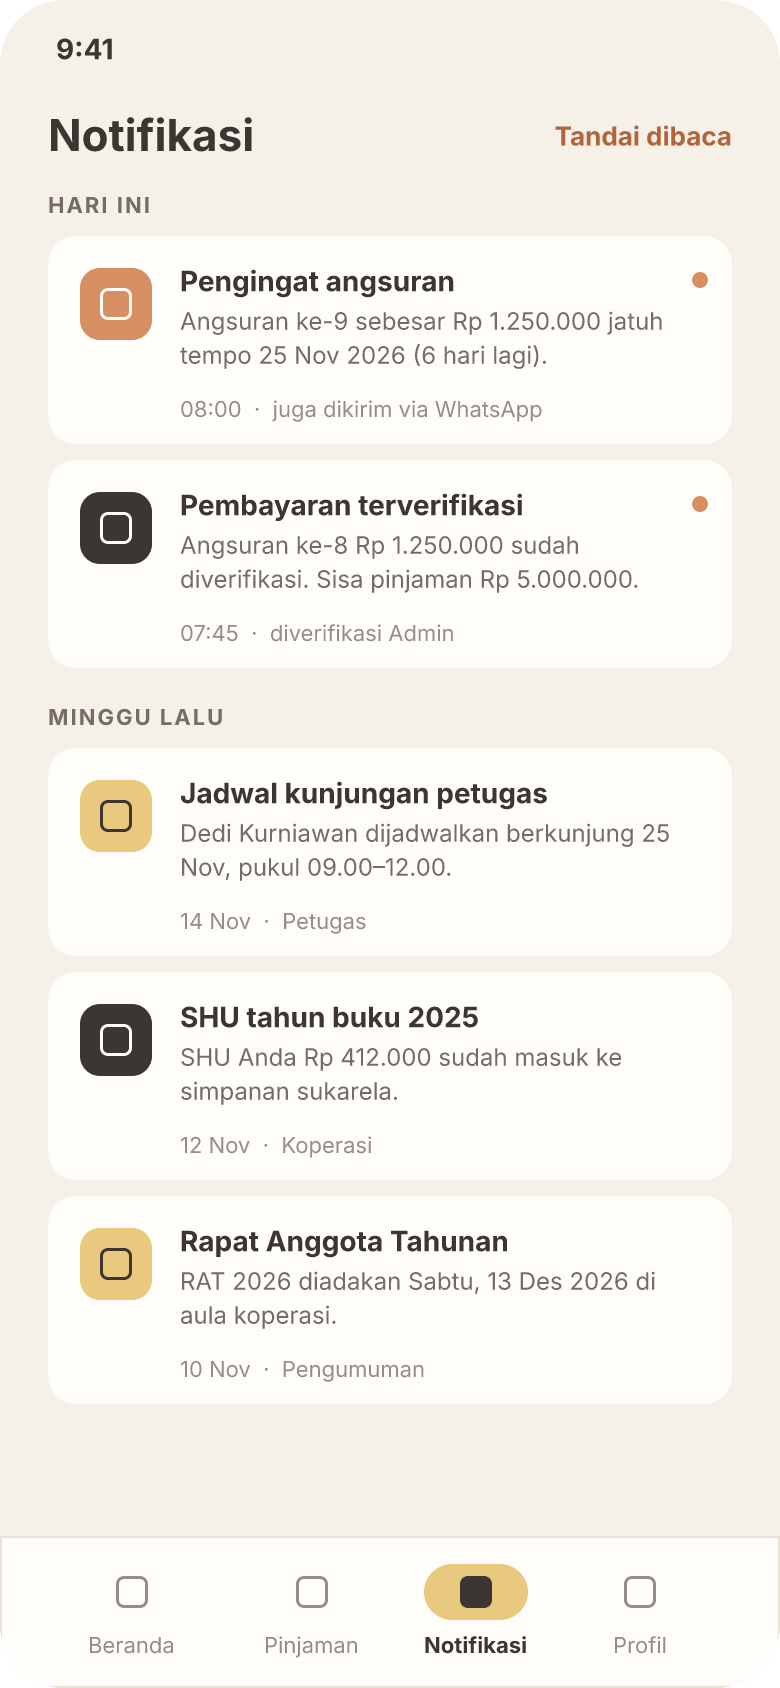 9:41
Notifikasi
Tandai dibaca
HARI INI
Pengingat angsuran
Angsuran ke-9 sebesar Rp 1.250.000 jatuh
tempo 25 Nov 2026 (6 hari lagi).
08:00 · juga dikirim via WhatsApp
Pembayaran terverifikasi
Angsuran ke-8 Rp 1.250.000 sudah
diverifikasi. Sisa pinjaman Rp 5.000.000.
07:45 · diverifikasi Admin
MINGGU LALU
Jadwal kunjungan petugas
Dedi Kurniawan dijadwalkan berkunjung 25
Nov, pukul 09.00–12.00.
14 Nov · Petugas
SHU tahun buku 2025
SHU Anda Rp 412.000 sudah masuk ke
simpanan sukarela.
12 Nov · Koperasi
Rapat Anggota Tahunan
RAT 2026 diadakan Sabtu, 13 Des 2026 di
aula koperasi.
10 Nov · Pengumuman
Beranda
Pinjaman
Notifikasi
Profil